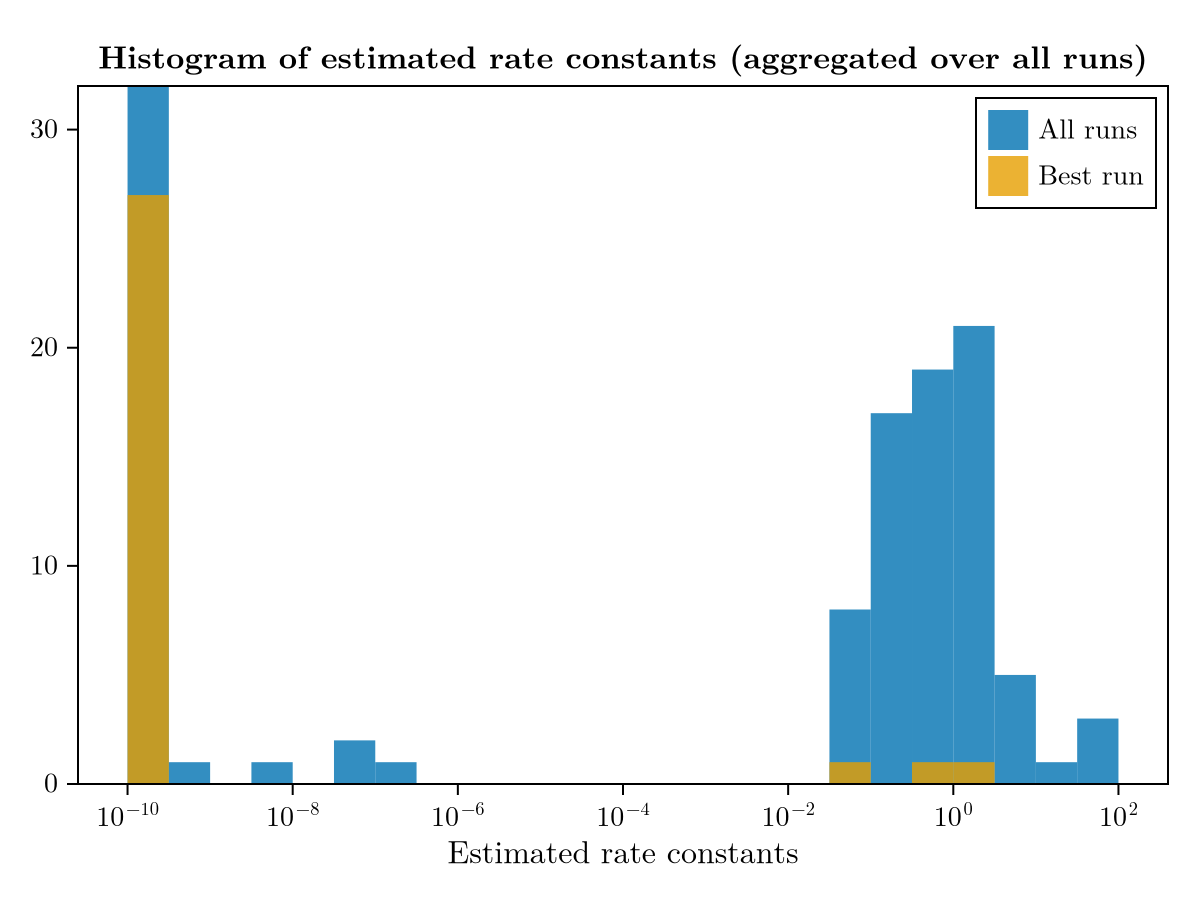 Histogram of estimated rate constants (aggregated over all runs)
All runs
Best run
30
20
10
0
10⁻¹⁰ 10⁻⁸ 10⁻⁶ 10⁻⁴ 10⁻² 10⁰ 10²
Estimated rate constants